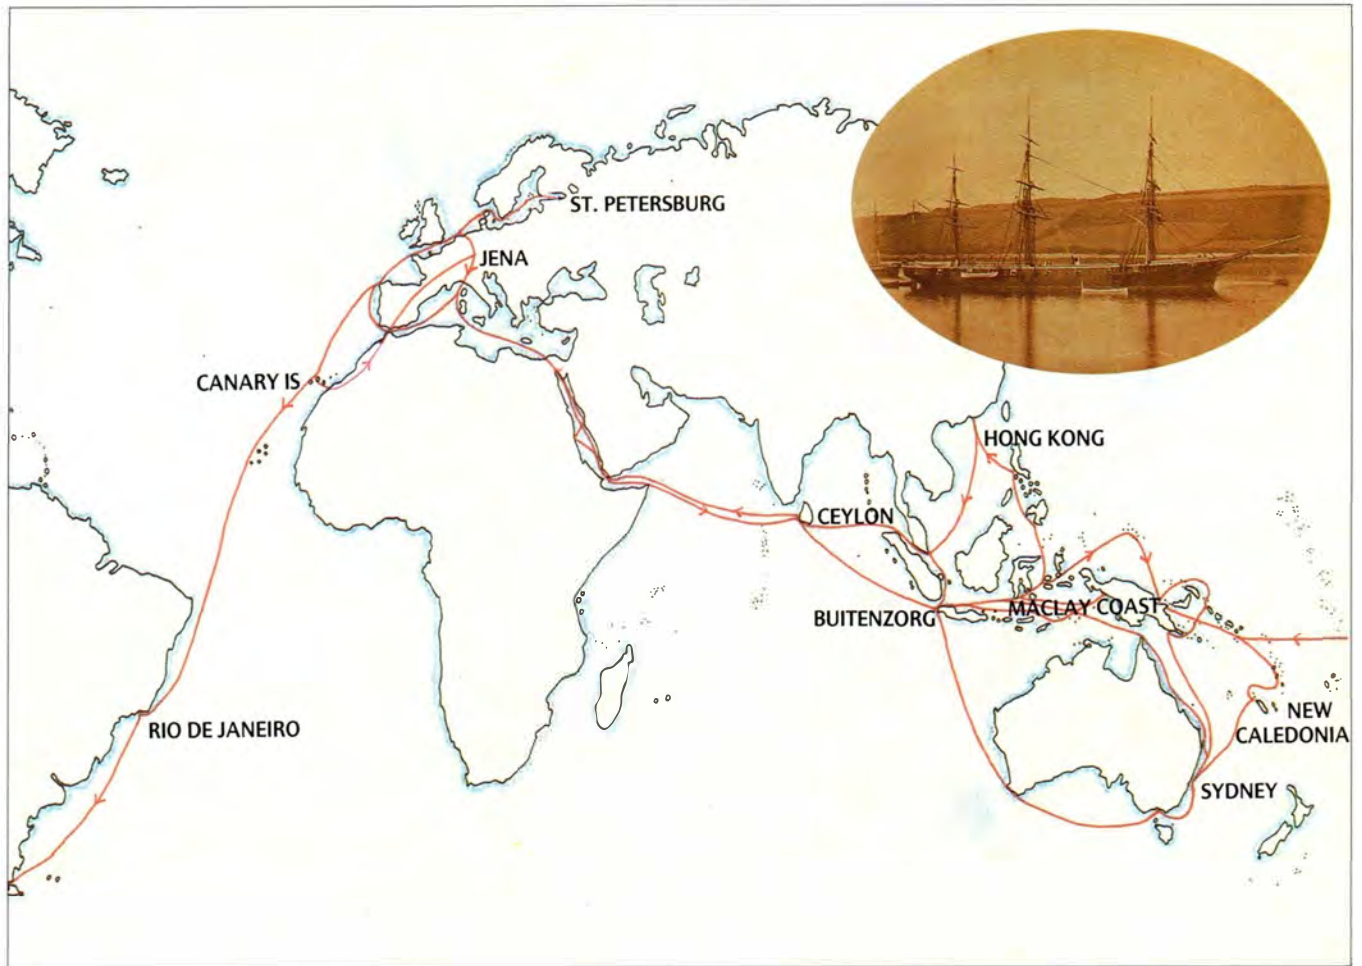 ST. PETERSBURG
JENA
CANARY IS
HONG KONG
CEYLON
BUITENZORG
MACLAY COAST
RIO DE JANEIRO
NEW
CALEDONIA
SYDNEY